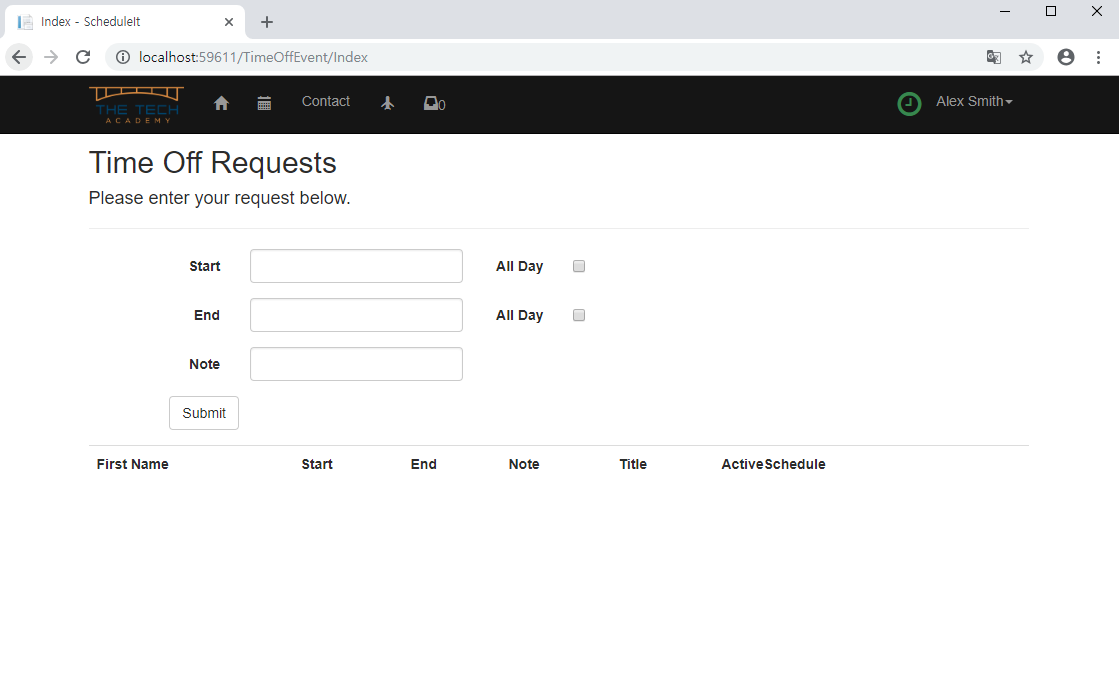 Index - ScheduleIt
localhost:59611/TimeOffEvent/Index
THE TECH
ACADEMY
Contact
0
Alex Smith
Time Off Requests
Please enter your request below.
Start
All Day
End
All Day
Note
Submit
First Name Start End Note Title ActiveSchedule